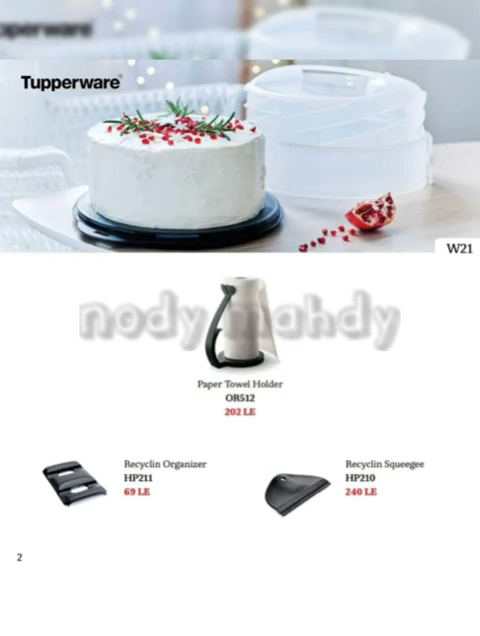 perware
Tupperware
W21
nody mahdy
Paper Towel Holder
OR512
202 LE
Recyclin Organizer
HP211
69 LE
Recyclin Squeegee
HP210
240 LE
2